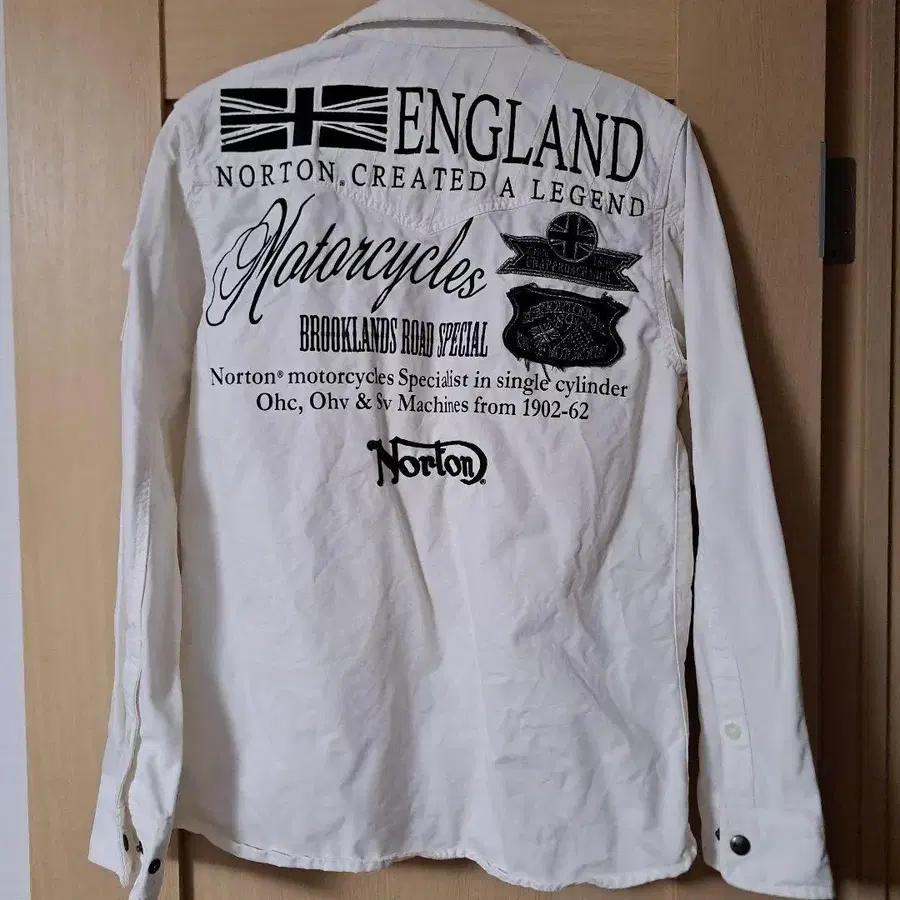 ENGLAND
NORTON® CREATED A LEGEND
Motorcycles
BROOKLANDS ROAD SPECIAL
Norton® motorcycles Specialist in single cylinder
Ohc, Ohv & Sv Machines from 1902-62
Norton®